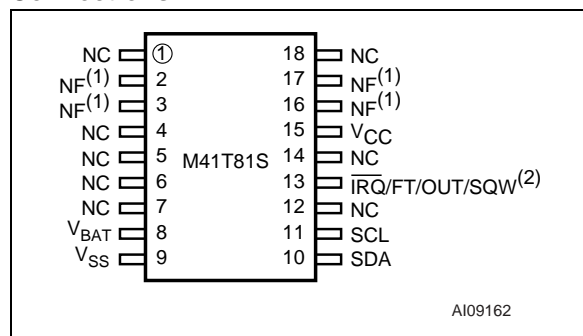 NC 1 18 NC
NF(1) 2 17 NF(1)
NF(1) 3 16 NF(1)
NC 4 15 VCC
NC 5 M41T81S 14 NC
NC 6 13 IRQ/FT/OUT/SQW(2)
NC 7 12 NC
VBAT 8 11 SCL
VSS 9 10 SDA
AI09162